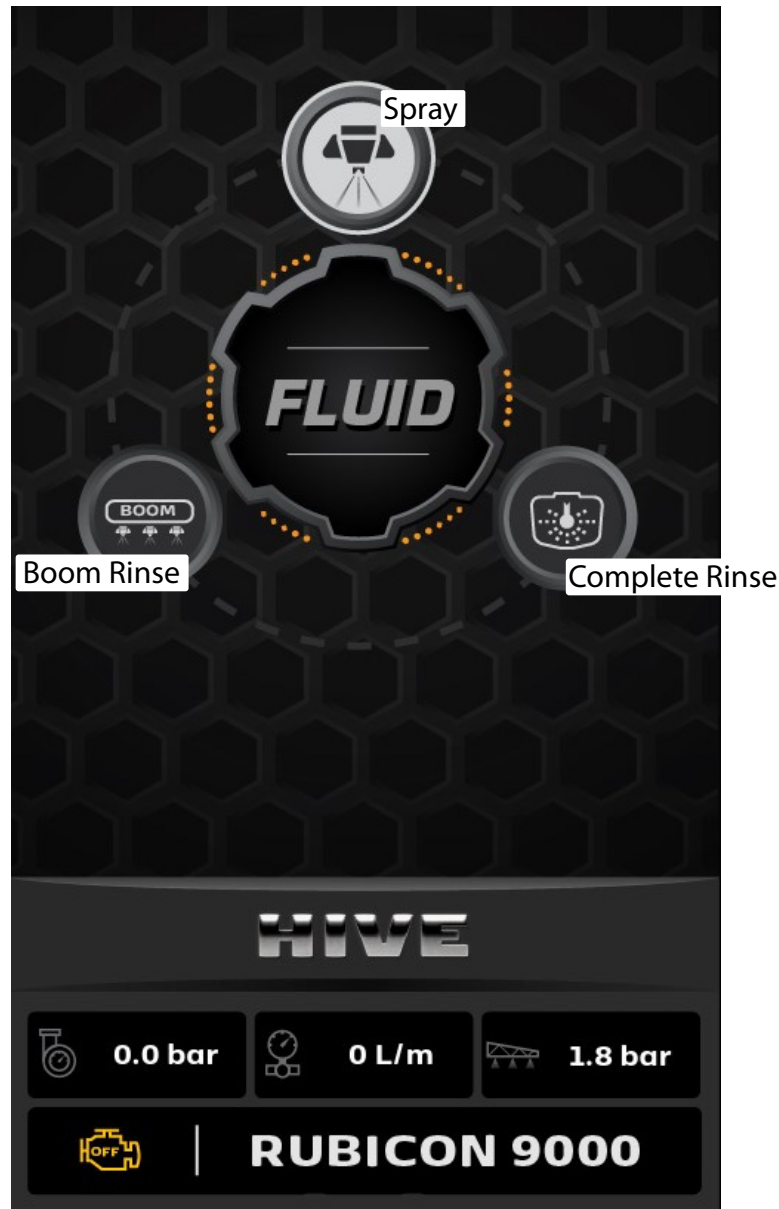 Spray
FLUID
BOOM
Boom Rinse
Complete Rinse
HIVE
0.0 bar
0 L/m
1.8 bar
OFF
RUBICON 9000